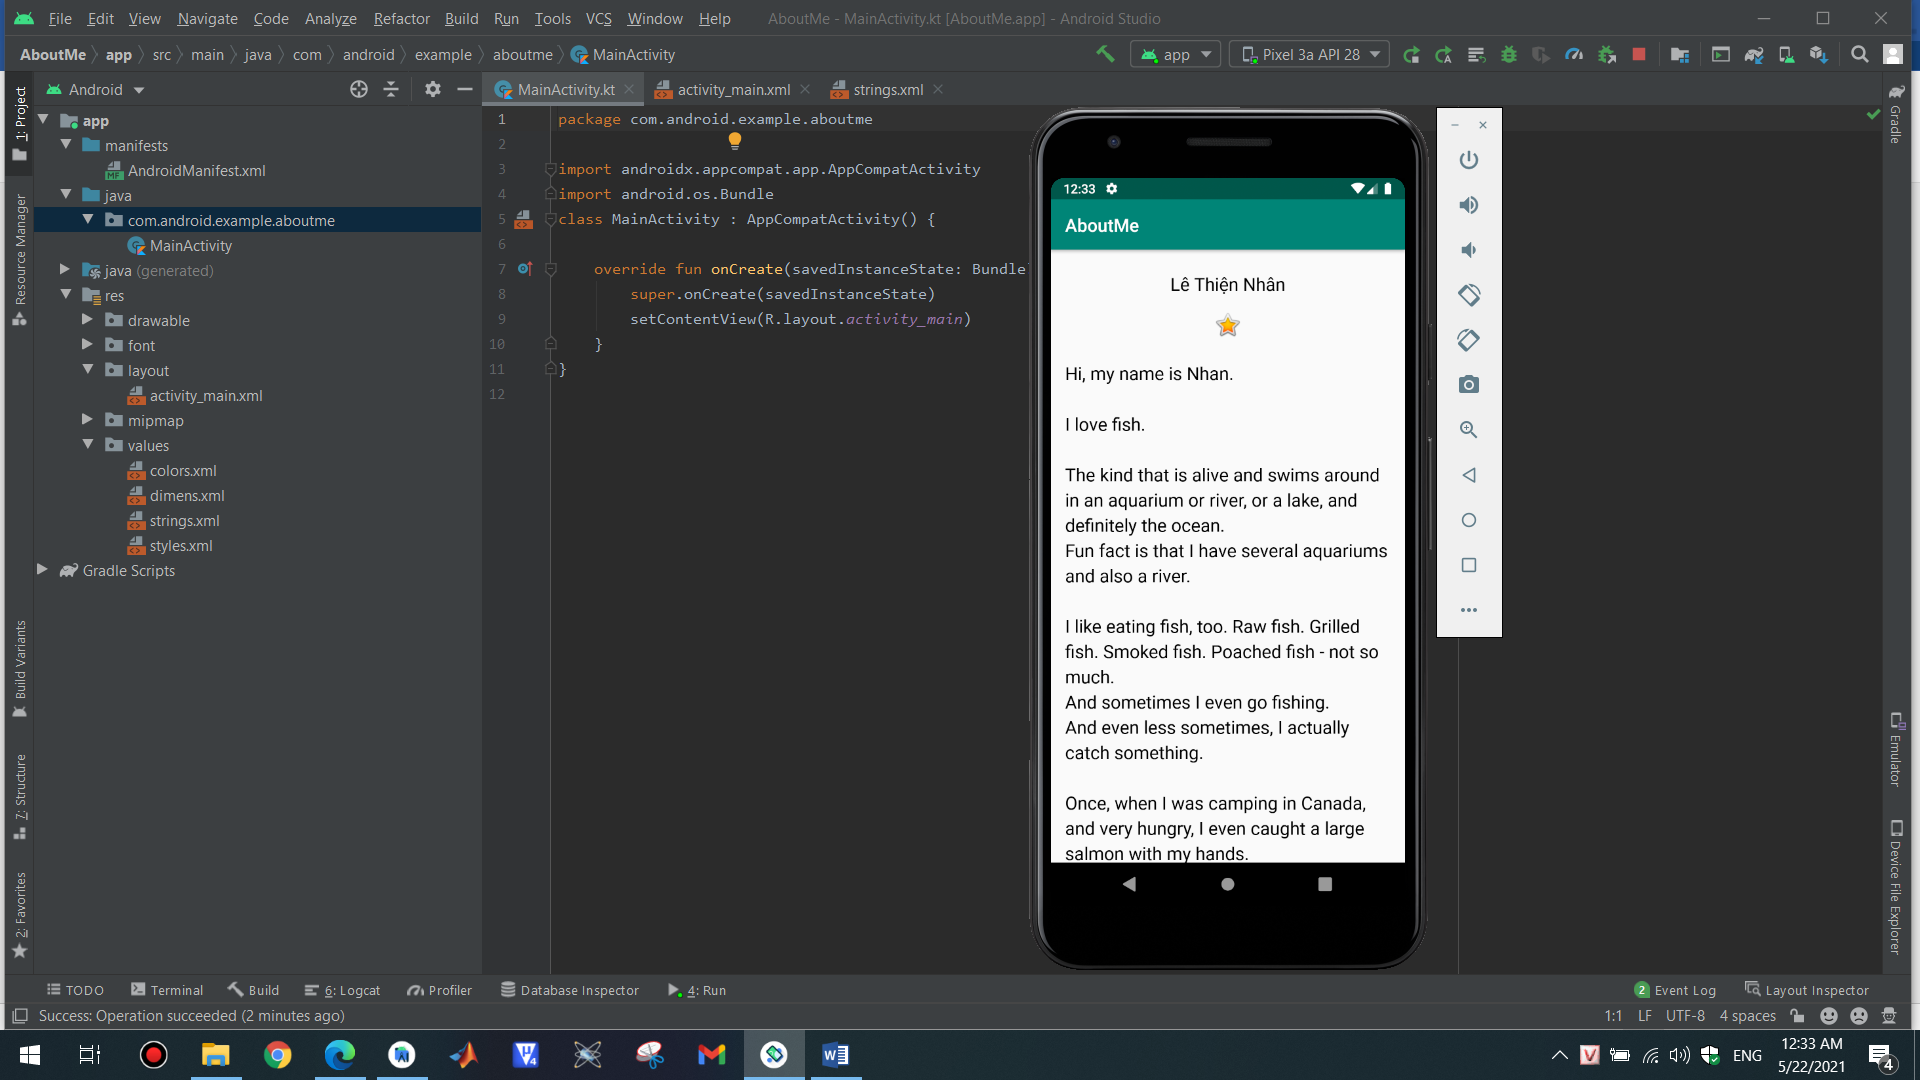 File Edit View Navigate Code Analyze Refactor Build Run Tools VCS Window Help AboutMe - MainActivity.kt [AboutMe.app] - Android Studio
AboutMe app src main java com android example aboutme MainActivity app Pixel 3a API 28
Android
MainActivity.kt activity_main.xml strings.xml
1: Project
Resource Manager
Build Variants
7: Structure
2: Favorites
app
manifests
AndroidManifest.xml
java
com.android.example.aboutme
MainActivity
java (generated)
res
drawable
font
layout
activity_main.xml
mipmap
values
colors.xml
dimens.xml
strings.xml
styles.xml
Gradle Scripts
1 package com.android.example.aboutme
2
3 import androidx.appcompat.app.AppCompatActivity
4 import android.os.Bundle
5 class MainActivity : AppCompatActivity() {
6
7 override fun onCreate(savedInstanceState: Bundle
8 super.onCreate(savedInstanceState)
9 setContentView(R.layout.activity_main)
10 }
11 }
12
12:33
AboutMe
Lê Thiện Nhân
Hi, my name is Nhan.
I love fish.
The kind that is alive and swims around
in an aquarium or river, or a lake, and
definitely the ocean.
Fun fact is that I have several aquariums
and also a river.
I like eating fish, too. Raw fish. Grilled
fish. Smoked fish. Poached fish - not so
much.
And sometimes I even go fishing.
And even less sometimes, I actually
catch something.
Once, when I was camping in Canada,
and very hungry, I even caught a large
salmon with my hands.
Gradle
Emulator
Device File Explorer
TODO Terminal Build 6: Logcat Profiler Database Inspector 4: Run 2 Event Log Layout Inspector
Success: Operation succeeded (2 minutes ago) 1:1 LF UTF-8 4 spaces
ENG
12:33 AM
5/22/2021
4